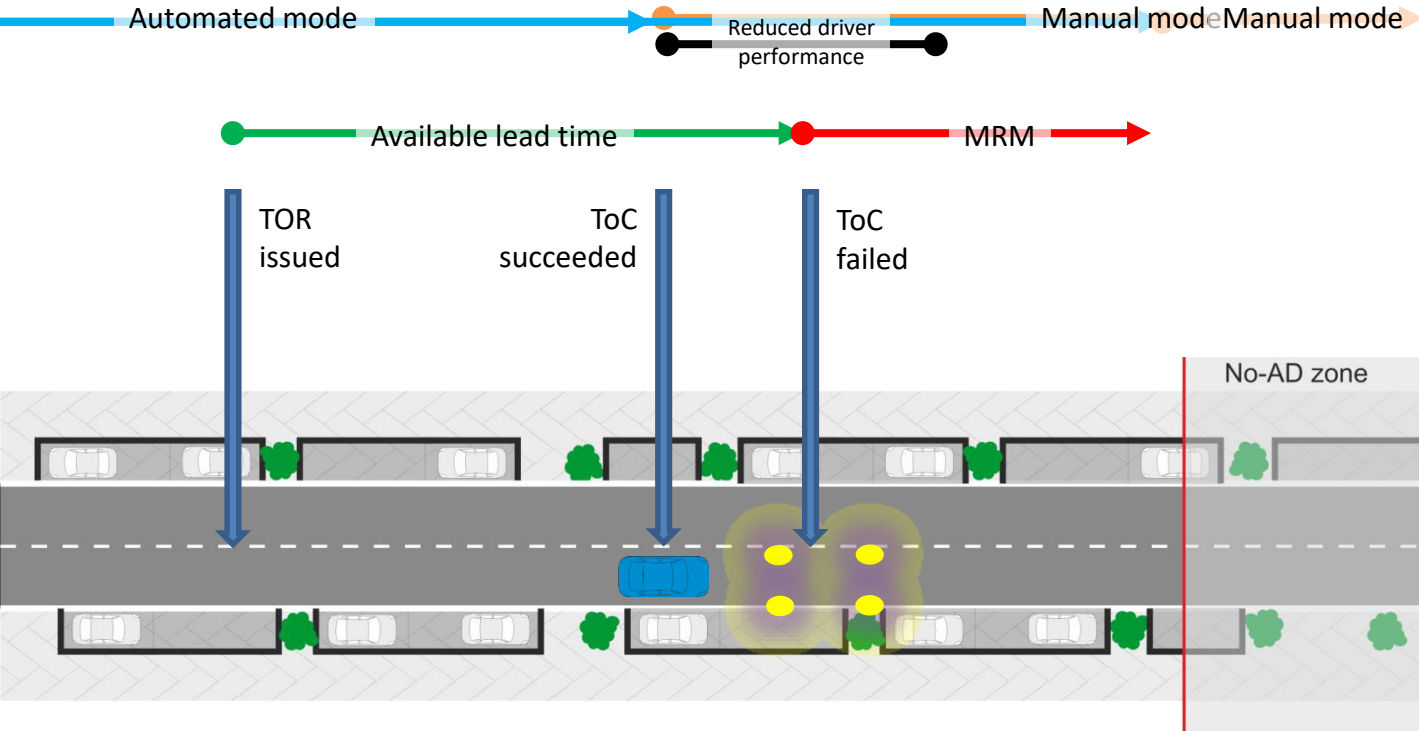 Automated mode
Manual mode
Manual mode
Reduced driver
performance
Available lead time
MRM
TOR
issued
ToC
succeeded
ToC
failed
No-AD zone